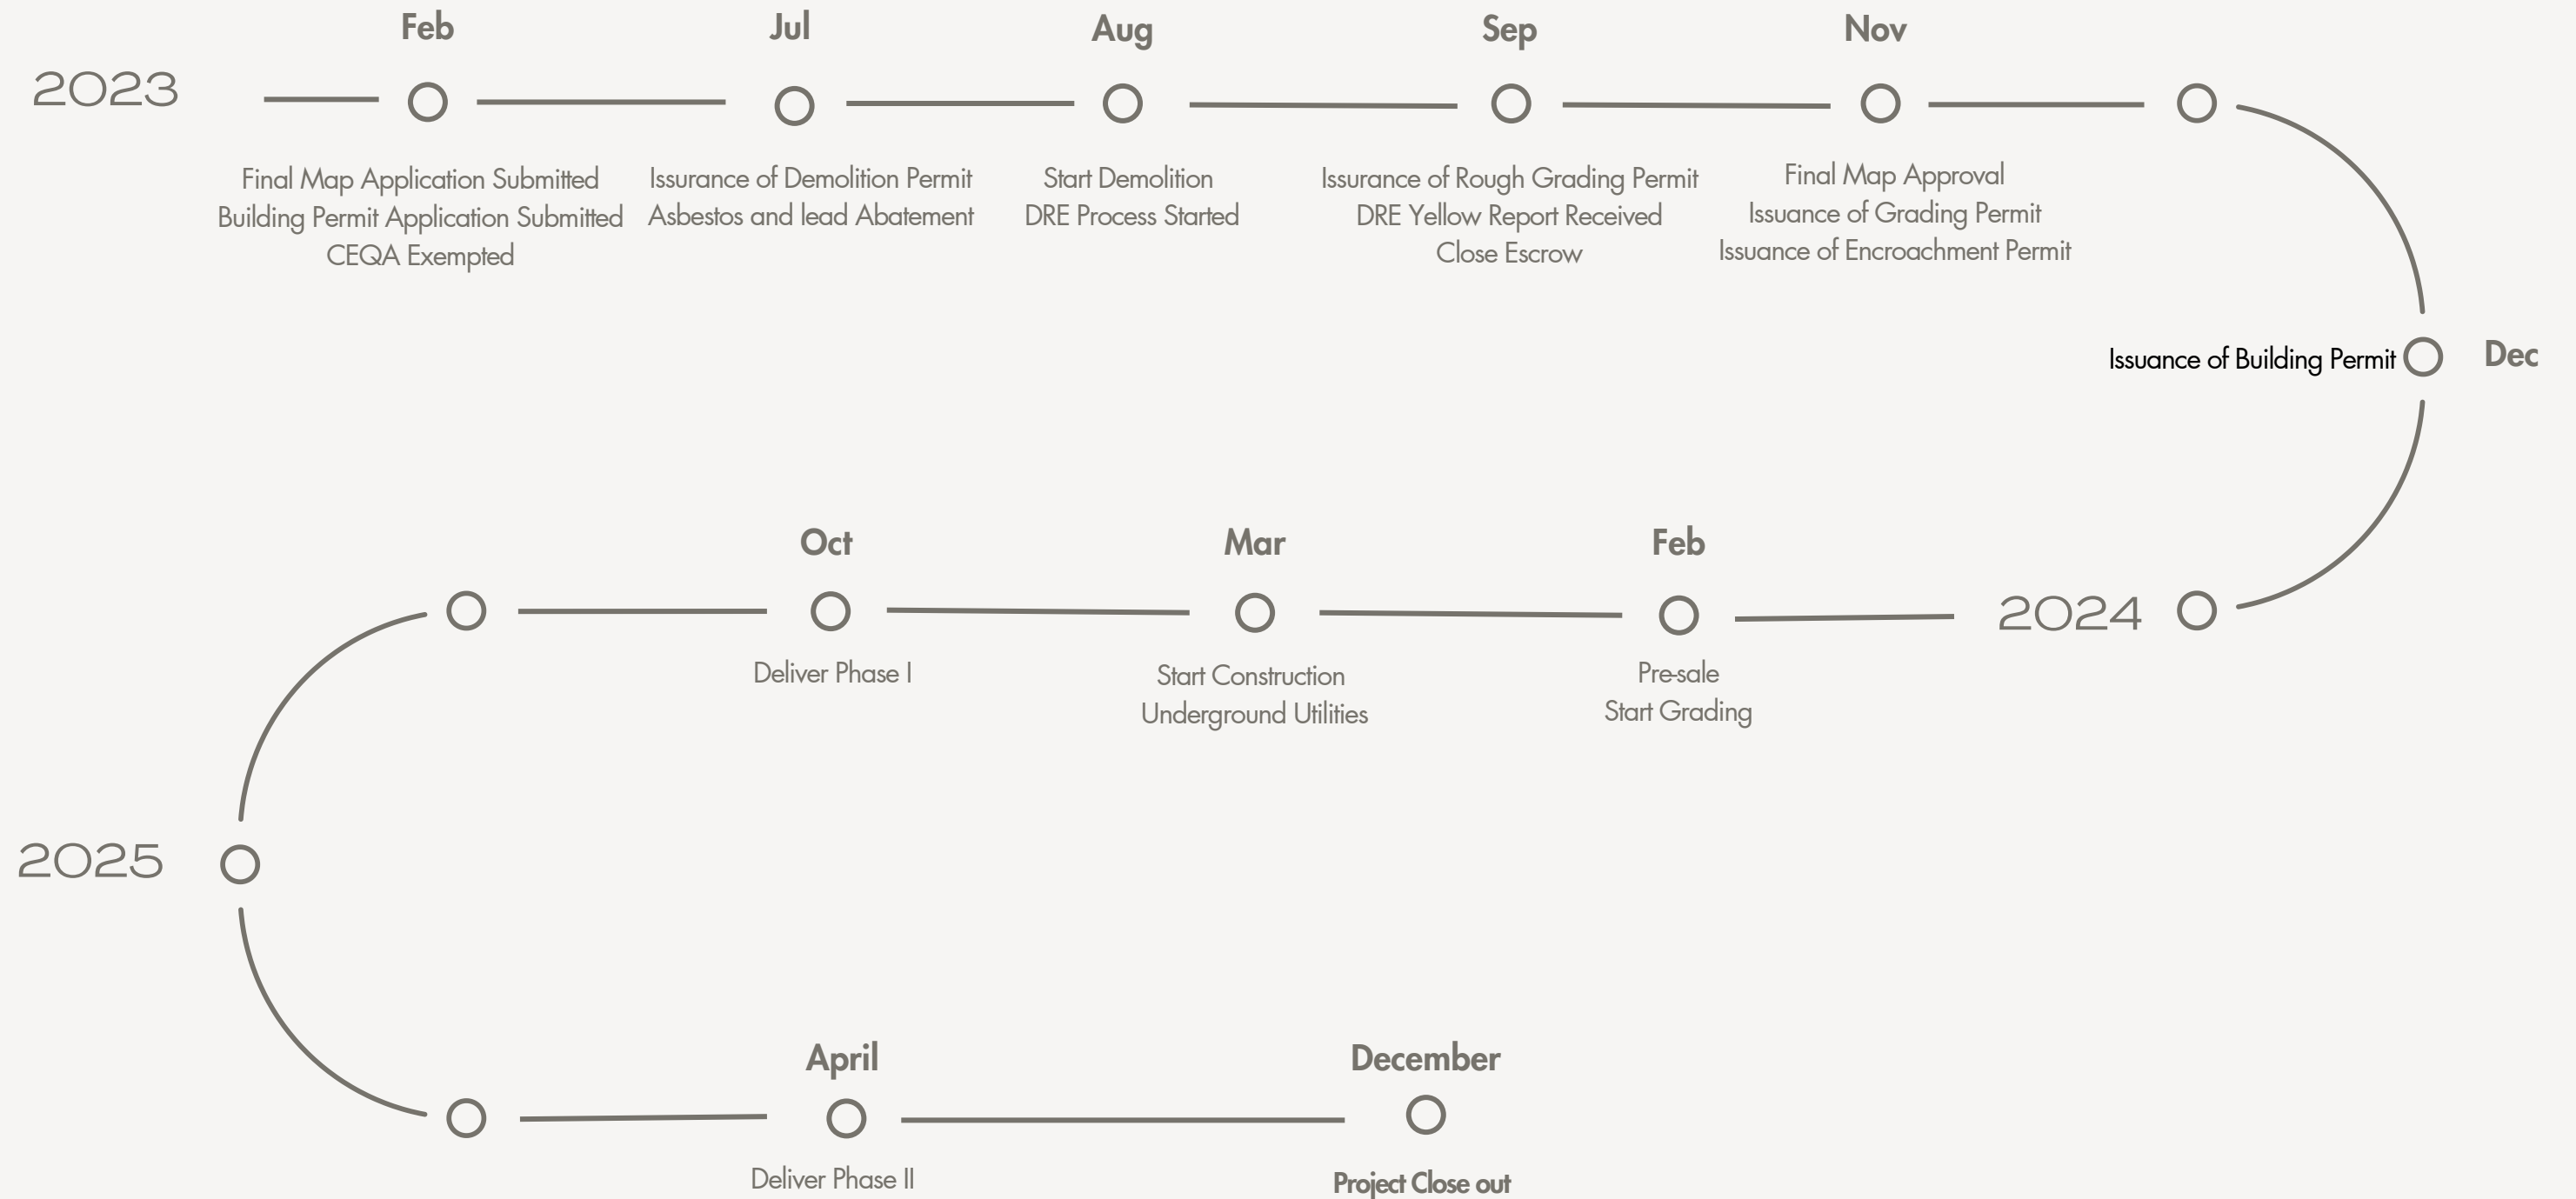 2023
Feb
Final Map Application Submitted
Building Permit Application Submitted
CEQA Exempted
Jul
Issurance of Demolition Permit
Asbestos and lead Abatement
Aug
Start Demolition
DRE Process Started
Sep
Issurance of Rough Grading Permit
DRE Yellow Report Received
Close Escrow
Nov
Final Map Approval
Issuance of Grading Permit
Issuance of Encroachment Permit
Issuance of Building Permit
Dec
2024
Feb
Pre-sale
Start Grading
Mar
Start Construction
Underground Utilities
Oct
Deliver Phase I
2025
April
Deliver Phase II
December
Project Close out